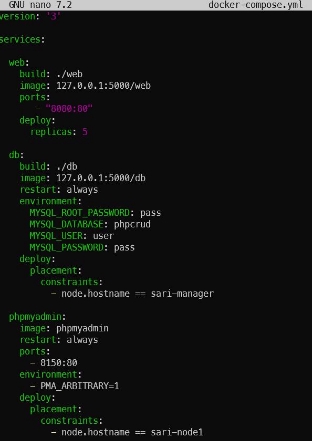 GNU nano 7.2 docker-compose.yml
version: '3'
services:
web:
build: ./web
image: 127.0.0.1:5000/web
ports:
- "8080:80"
deploy:
replicas: 5
db:
build: ./db
image: 127.0.0.1:5000/db
restart: always
environment:
MYSQL_ROOT_PASSWORD: pass
MYSQL_DATABASE: phpcrud
MYSQL_USER: user
MYSQL_PASSWORD: pass
deploy:
placement:
constraints:
- node.hostname == sari-manager
phpmyadmin:
image: phpmyadmin
restart: always
ports:
- 8150:80
environment:
- PMA_ARBITRARY=1
deploy:
placement:
constraints:
- node.hostname == sari-node1